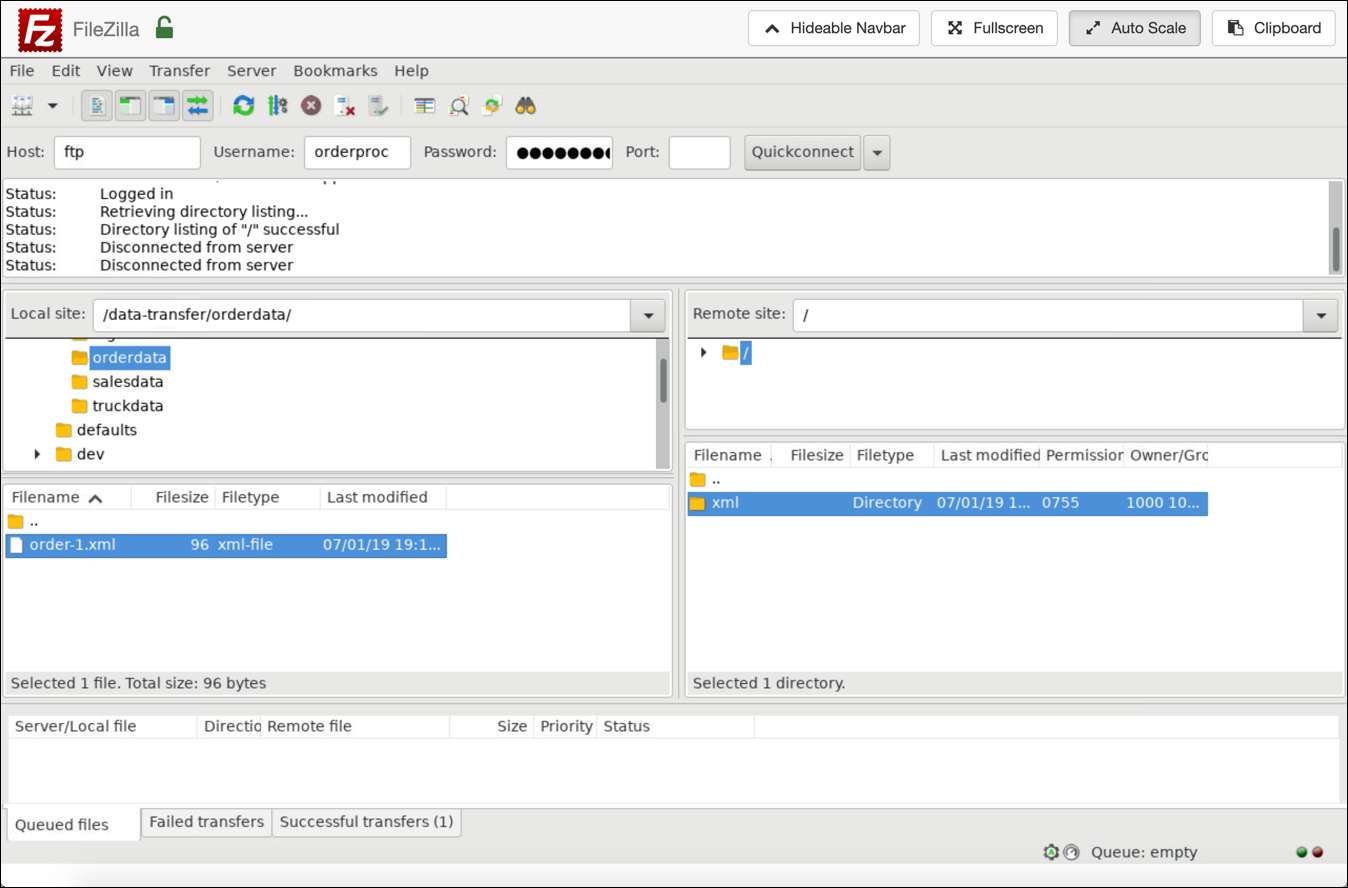 FileZilla Hideable Navbar Fullscreen Auto Scale Clipboard
File Edit View Transfer Server Bookmarks Help
Host: ftp Username: orderproc Password: ●●●●●●●● Port: Quickconnect
Status: Logged in
Status: Retrieving directory listing...
Status: Directory listing of "/" successful
Status: Disconnected from server
Status: Disconnected from server
Local site: /data-transfer/orderdata/
orderdata
salesdata
truckdata
defaults
dev
Filename Filesize Filetype Last modified
..
order-1.xml 96 xml-file 07/01/19 19:1...
Selected 1 file. Total size: 96 bytes
Remote site: /
/
Filename Filesize Filetype Last modified Permission Owner/Grc
..
xml Directory 07/01/19 1... 0755 1000 10...
Selected 1 directory.
Server/Local file Directio Remote file Size Priority Status
Queued files Failed transfers Successful transfers (1)
Queue: empty